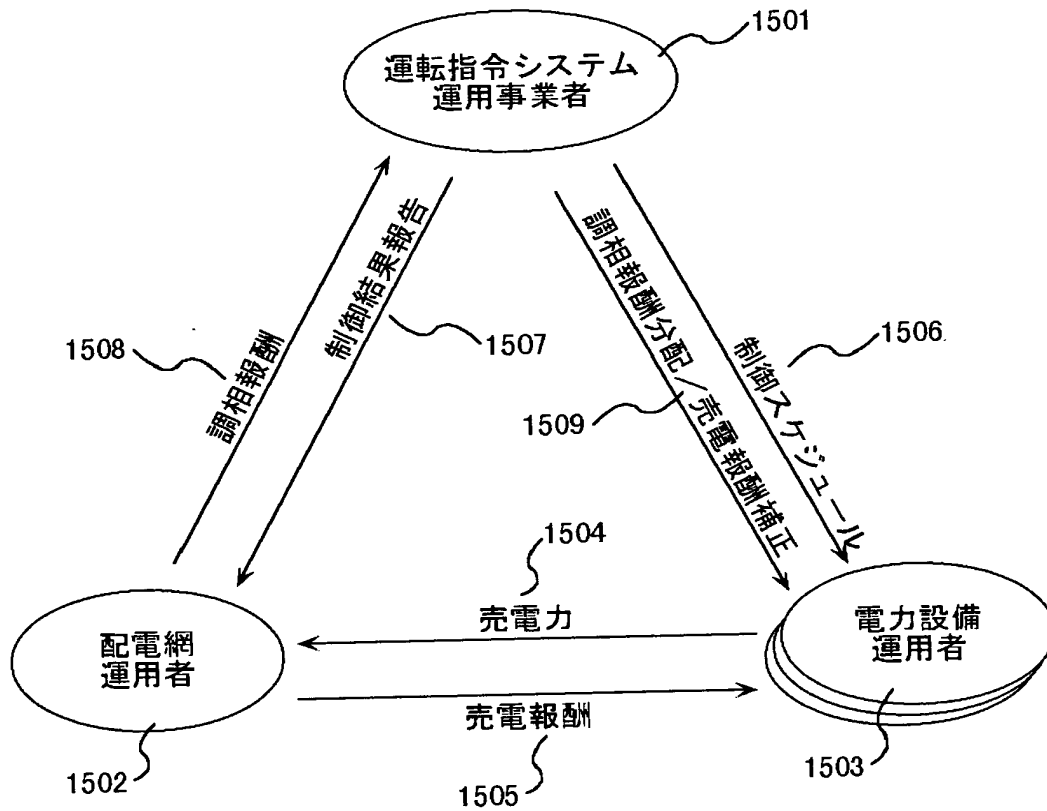 1501
運転指令システム
運用事業者
調相報酬
1508
制御結果報告
1507
調相報酬分配／売電報酬補正
1509
制御スケジュール
1506
1504
売電力
配電網
運用者
1502
電力設備
運用者
1503
売電報酬
1505